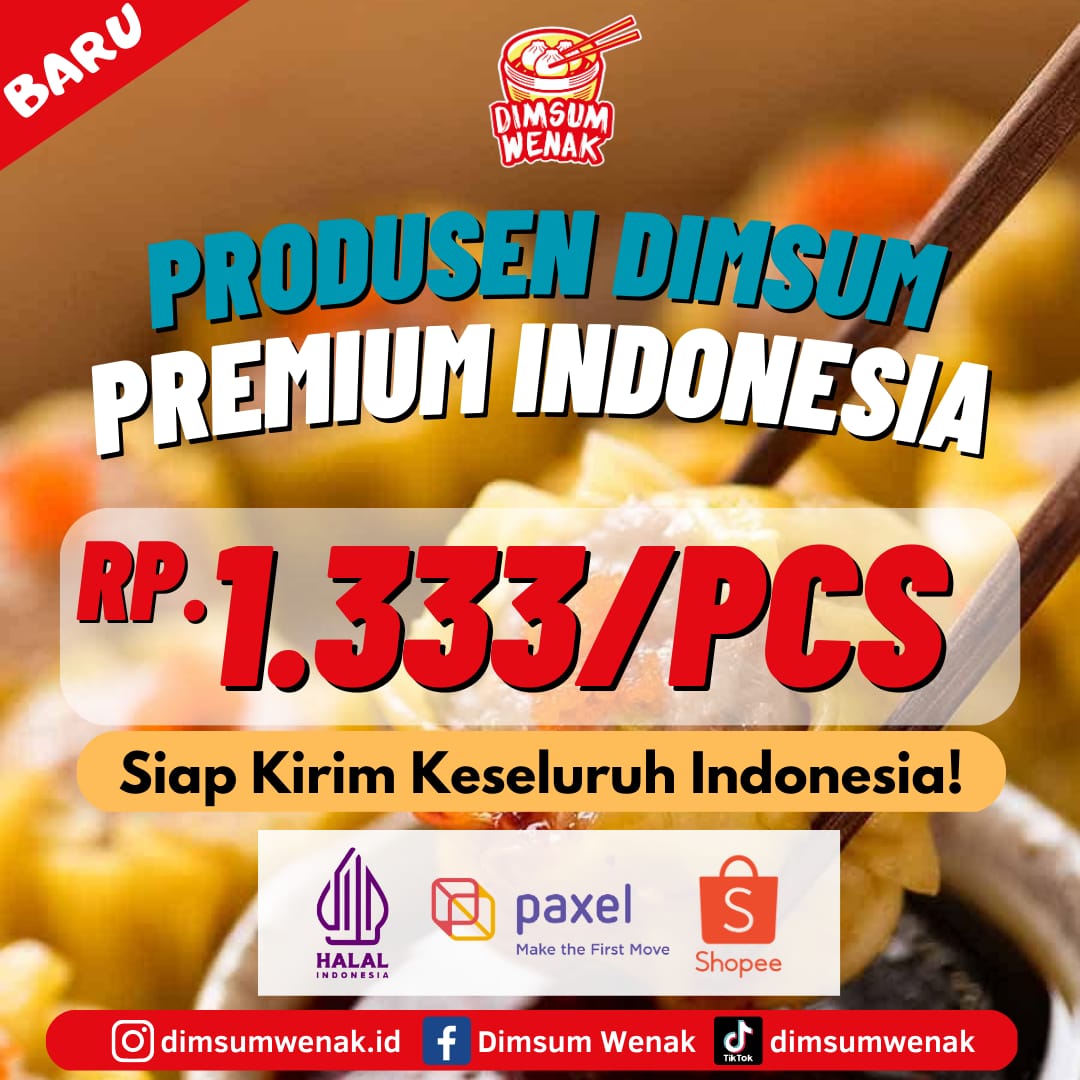 BARU
DIMSUM
WENAK
PRODUSEN DIMSUM
PREMIUM INDONESIA
RP.1.333/PCS
Siap Kirim Keseluruh Indonesia!
HALAL
INDONESIA
paxel
Make the First Move
S
Shopee
dimsumwenak.id
f Dimsum Wenak
TikTok
dimsumwenak